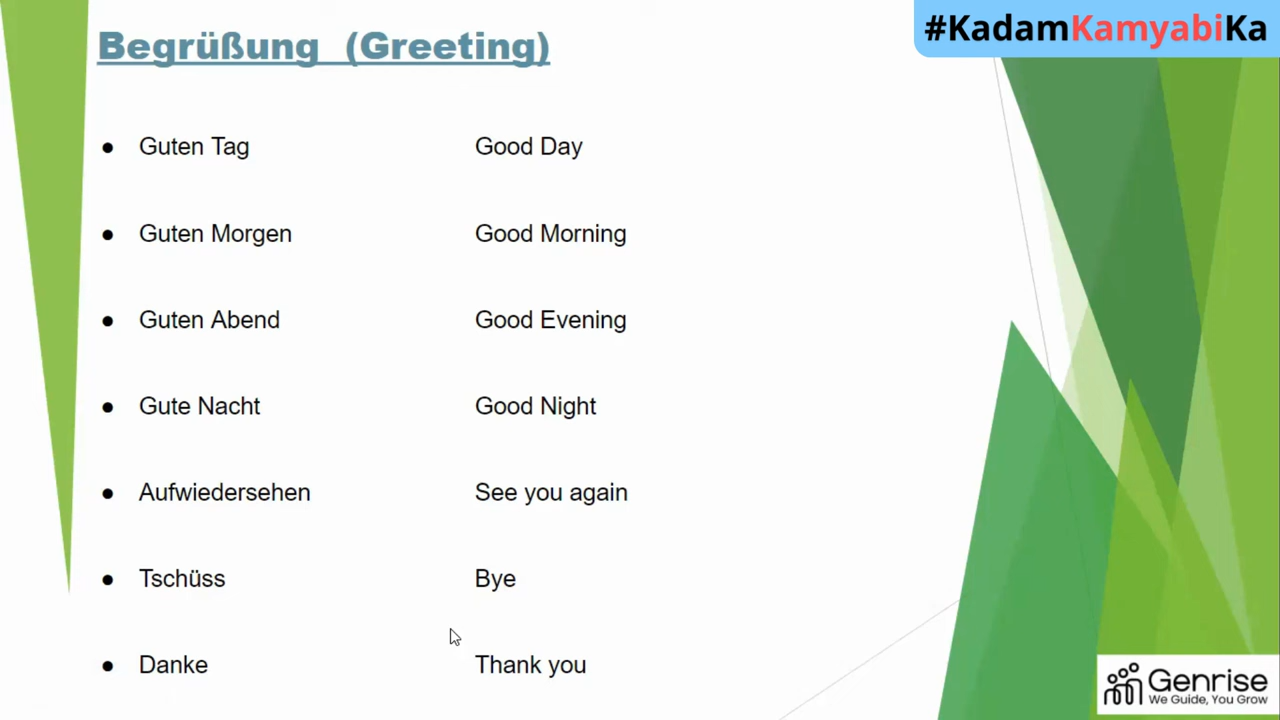 #KadamKamyabiKa
Begrüßung (Greeting)
● Guten Tag Good Day
● Guten Morgen Good Morning
● Guten Abend Good Evening
● Gute Nacht Good Night
● Aufwiedersehen See you again
● Tschüss Bye
● Danke Thank you
Genrise
We Guide, You Grow